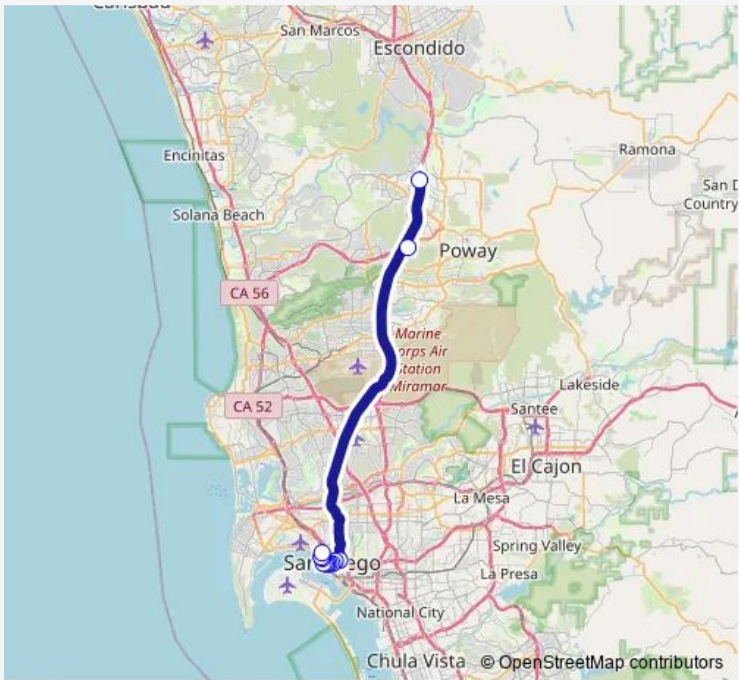 San Marcos
Escondido
Encinitas
Ramona
Solana Beach
Poway
CA 56
Marine
orps Air
Station
Miramar
Lakeside
CA 52
Santee
El Cajon
La Mesa
Spring Valley
La Presa
National City
Chula Vista
© OpenStreetMap contributors